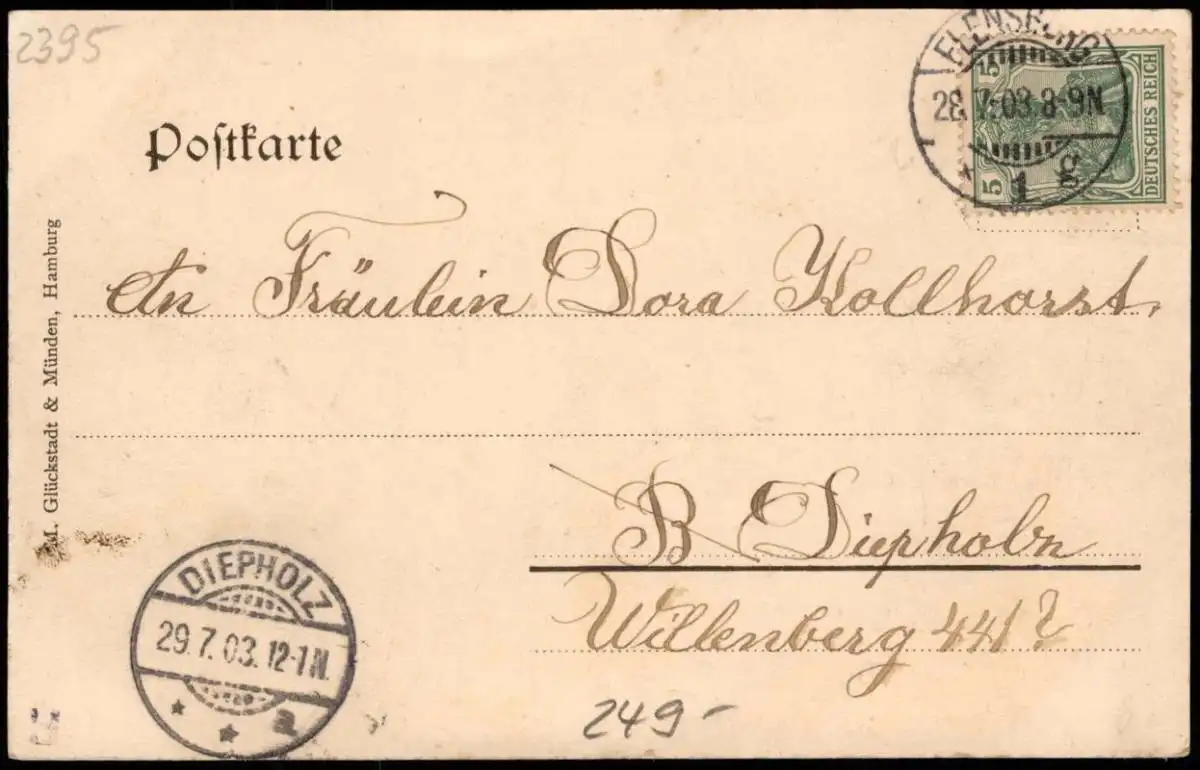 2395
FLENSBURG
28.7.03.8-9N
* 1 g
5
5
DEUTSCHES REICH
Poſtkarte
M. Glückstadt & Münden, Hamburg
An Fräulein Dora Kollhorst,
B Diepholz
Willenberg 441?
DIEPHOLZ
29.7.03.12-1N.
* * a
249-